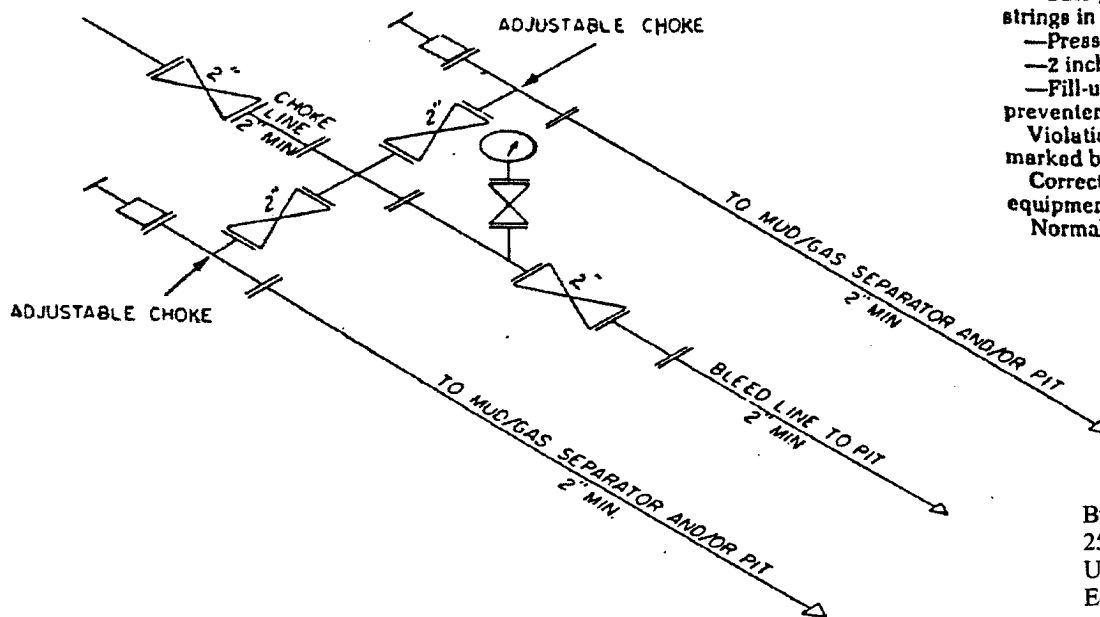 ADJUSTABLE CHOKE
2"
CHOKE
LINE
2" MIN
2"
2"
2"
ADJUSTABLE CHOKE
TO MUD/GAS SEPARATOR AND/OR PIT
2" MIN
BLEED LINE TO PIT
2" MIN
TO MUD/GAS SEPARATOR AND/OR PIT
2" MIN.
strings in
—Press
—2 inch
—Fill-u
preventer
Violatio
marked b
Correct
equipmen
Normal
B
25
U
E